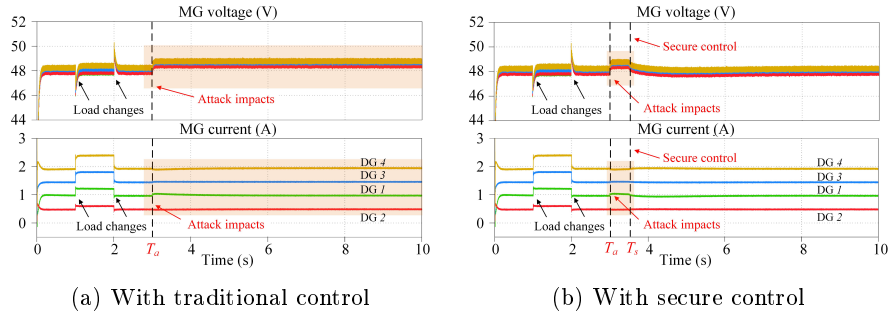 MG voltage (V)
52
50
48
46
44
Load changes
Attack impacts
MG current (A)
3
2
1
0
DG 4
DG 3
DG 1
DG 2
Load changes
Attack impacts
0
2
4
6
8
10
Ta
Time (s)
(a) With traditional control
MG voltage (V)
52
50
48
46
44
Secure control
Load changes
Attack impacts
MG current (A)
3
2
1
0
Secure control
DG 4
DG 3
DG 1
DG 2
Load changes
Attack impacts
0
2
4
6
8
10
Ta
Ts
Time (s)
(b) With secure control